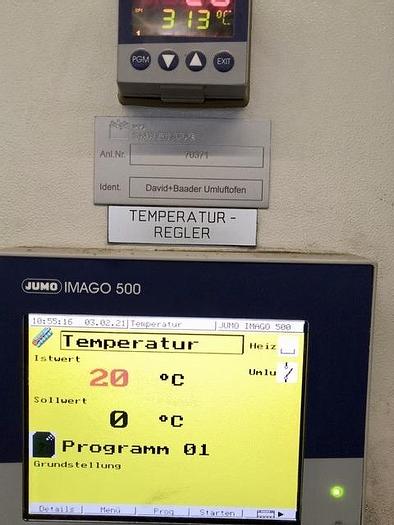 313 °C
PGM EXIT
Anl.Nr. 70371
Ident. David+Baader Umluftofen
TEMPERATUR-
REGLER
JUMO IMAGO 500
10:55:16 03.02.21 Temperatur JUMO IMAGO 500
Temperatur Heiz
Istwert
20 °C Umlu
Sollwert
0 °C
Programm 01
Grundstellung
Details Menü Prog Starten